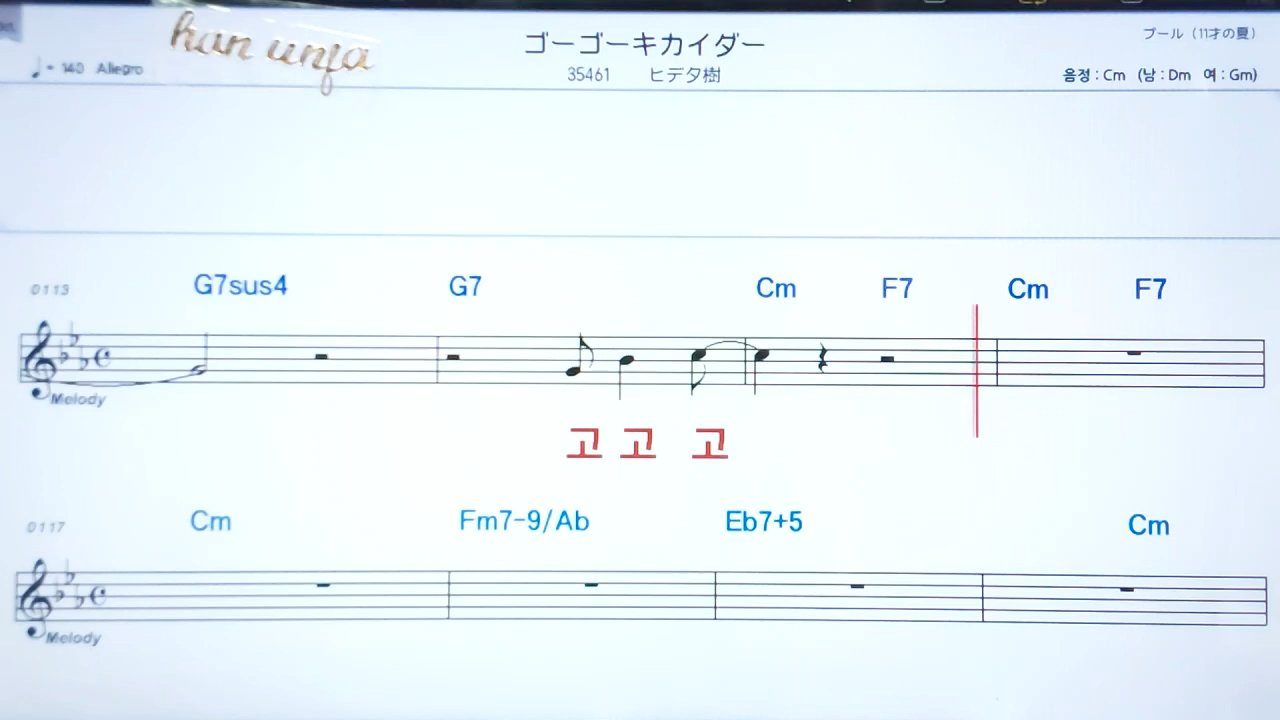 han unja
ゴーゴーキカイダー
プール（11才の夏）
♩= 140 Allegro
35461 ヒデタ樹
음정 : Cm (남 : Dm 여 : Gm)
0113
G7sus4 G7 Cm F7 Cm F7
Melody
고 고 고
0117
Cm Fm7-9/Ab Eb7+5 Cm
Melody